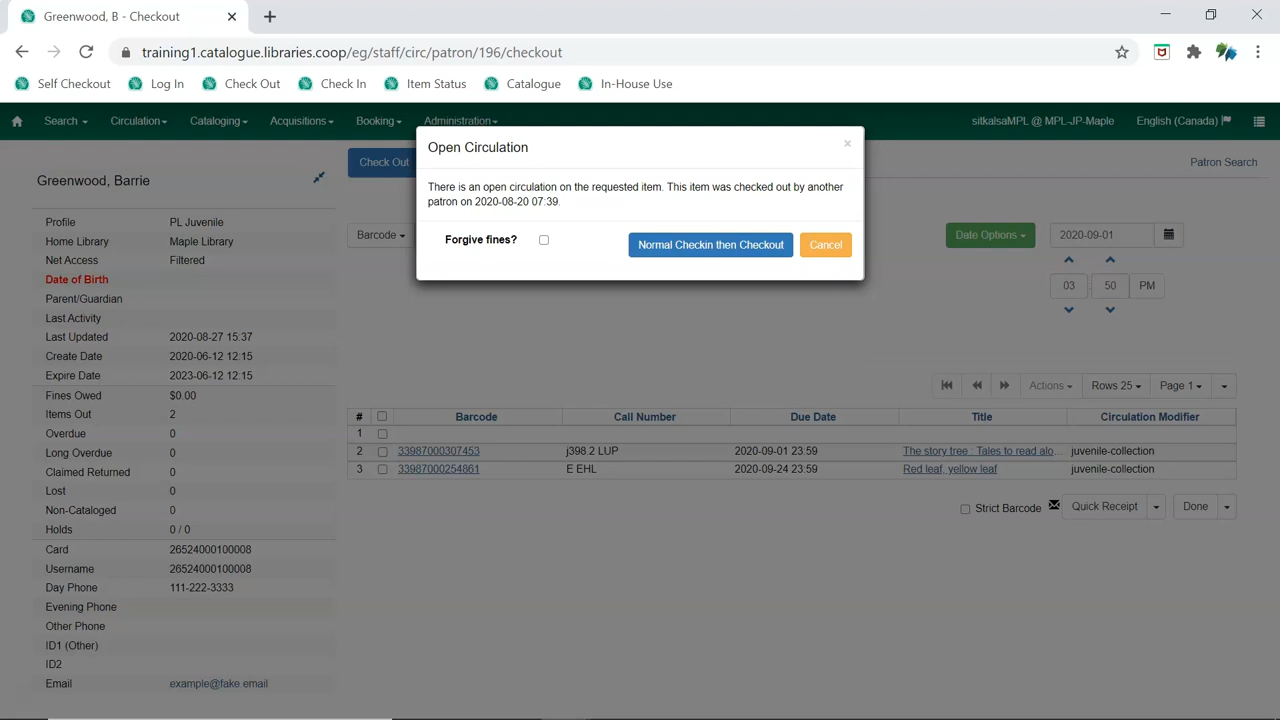 Greenwood, B - Checkout
training1.catalogue.libraries.coop/eg/staff/circ/patron/196/checkout
Self Checkout Log In Check Out Check In Item Status Catalogue In-House Use
Search Circulation Cataloging Acquisitions Booking Administration sitkalsaMPL @ MPL-JP-Maple English (Canada)
Open Circulation ×
There is an open circulation on the requested item. This item was checked out by another
patron on 2020-08-20 07:39.
Forgive fines? Normal Checkin then Checkout Cancel
Greenwood, Barrie
Check Out Patron Search
Profile PL Juvenile
Home Library Maple Library
Net Access Filtered
Date of Birth
Parent/Guardian
Last Activity
Last Updated 2020-08-27 15:37
Create Date 2020-06-12 12:15
Expire Date 2023-06-12 12:15
Fines Owed $0.00
Items Out 2
Overdue 0
Long Overdue 0
Claimed Returned 0
Lost 0
Non-Cataloged 0
Holds 0 / 0
Card 26524000100008
Username 26524000100008
Day Phone 111-222-3333
Evening Phone
Other Phone
ID1 (Other)
ID2
Email example@fake email
Barcode Date Options 2020-09-01
03 50 PM
Actions Rows 25 Page 1
# Barcode Call Number Due Date Title Circulation Modifier
1
2 33987000307453 j398.2 LUP 2020-09-01 23:59 The story tree : Tales to read alo... juvenile-collection
3 33987000254861 E EHL 2020-09-24 23:59 Red leaf, yellow leaf juvenile-collection
Strict Barcode Quick Receipt Done